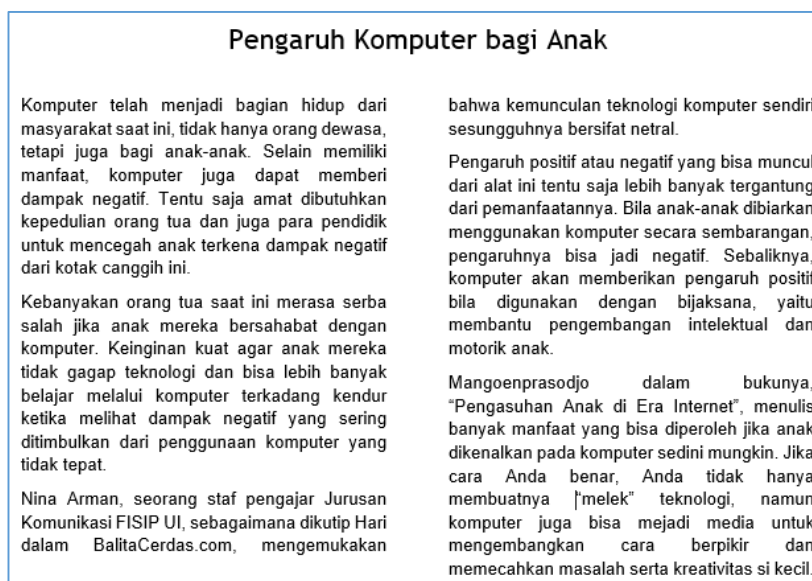 Pengaruh Komputer bagi Anak
Komputer telah menjadi bagian hidup dari
masyarakat saat ini, tidak hanya orang dewasa,
tetapi juga bagi anak-anak. Selain memiliki
manfaat, komputer juga dapat memberi
dampak negatif. Tentu saja amat dibutuhkan
kepedulian orang tua dan juga para pendidik
untuk mencegah anak terkena dampak negatif
dari kotak canggih ini.
Kebanyakan orang tua saat ini merasa serba
salah jika anak mereka bersahabat dengan
komputer. Keinginan kuat agar anak mereka
tidak gagap teknologi dan bisa lebih banyak
belajar melalui komputer terkadang kendur
ketika melihat dampak negatif yang sering
ditimbulkan dari penggunaan komputer yang
tidak tepat.
Nina Arman, seorang staf pengajar Jurusan
Komunikasi FISIP UI, sebagaimana dikutip Hari
dalam BalitaCerdas.com, mengemukakan
bahwa kemunculan teknologi komputer sendiri
sesungguhnya bersifat netral.
Pengaruh positif atau negatif yang bisa muncul
dari alat ini tentu saja lebih banyak tergantung
dari pemanfaatannya. Bila anak-anak dibiarkan
menggunakan komputer secara sembarangan,
pengaruhnya bisa jadi negatif. Sebaliknya,
komputer akan memberikan pengaruh positif
bila digunakan dengan bijaksana, yaitu
membantu pengembangan intelektual dan
motorik anak.
Mangoenprasodjo dalam bukunya,
“Pengasuhan Anak di Era Internet”, menulis
banyak manfaat yang bisa diperoleh jika anak
dikenalkan pada komputer sedini mungkin. Jika
cara Anda benar, Anda tidak hanya
membuatnya “melek” teknologi, namun
komputer juga bisa mejadi media untuk
mengembangkan cara berpikir dan
memecahkan masalah serta kreativitas si kecil.